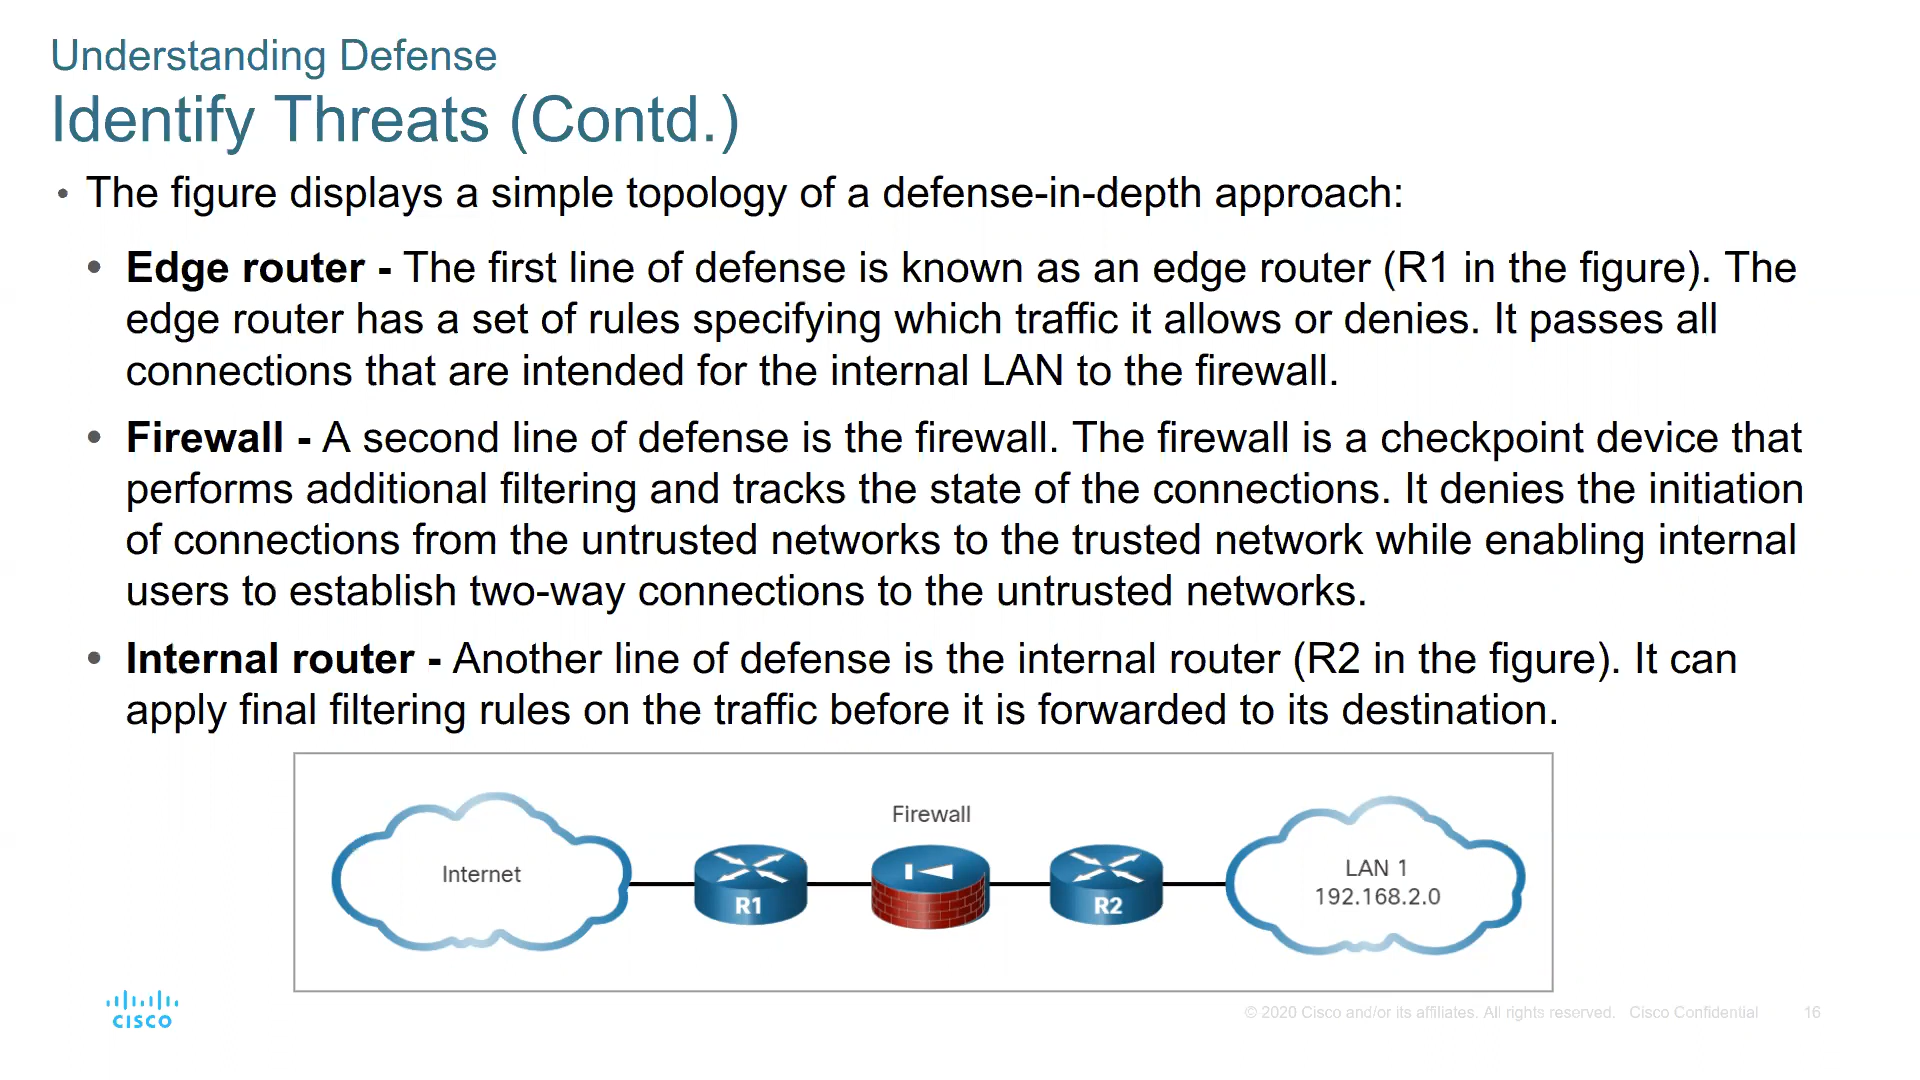 Understanding Defense
Identify Threats (Contd.)
• The figure displays a simple topology of a defense-in-depth approach:
• Edge router - The first line of defense is known as an edge router (R1 in the figure). The
edge router has a set of rules specifying which traffic it allows or denies. It passes all
connections that are intended for the internal LAN to the firewall.
• Firewall - A second line of defense is the firewall. The firewall is a checkpoint device that
performs additional filtering and tracks the state of the connections. It denies the initiation
of connections from the untrusted networks to the trusted network while enabling internal
users to establish two-way connections to the untrusted networks.
• Internal router - Another line of defense is the internal router (R2 in the figure). It can
apply final filtering rules on the traffic before it is forwarded to its destination.
Firewall
Internet
R1
R2
LAN 1
192.168.2.0
CISCO
© 2020 Cisco and/or its affiliates. All rights reserved. Cisco Confidential
16